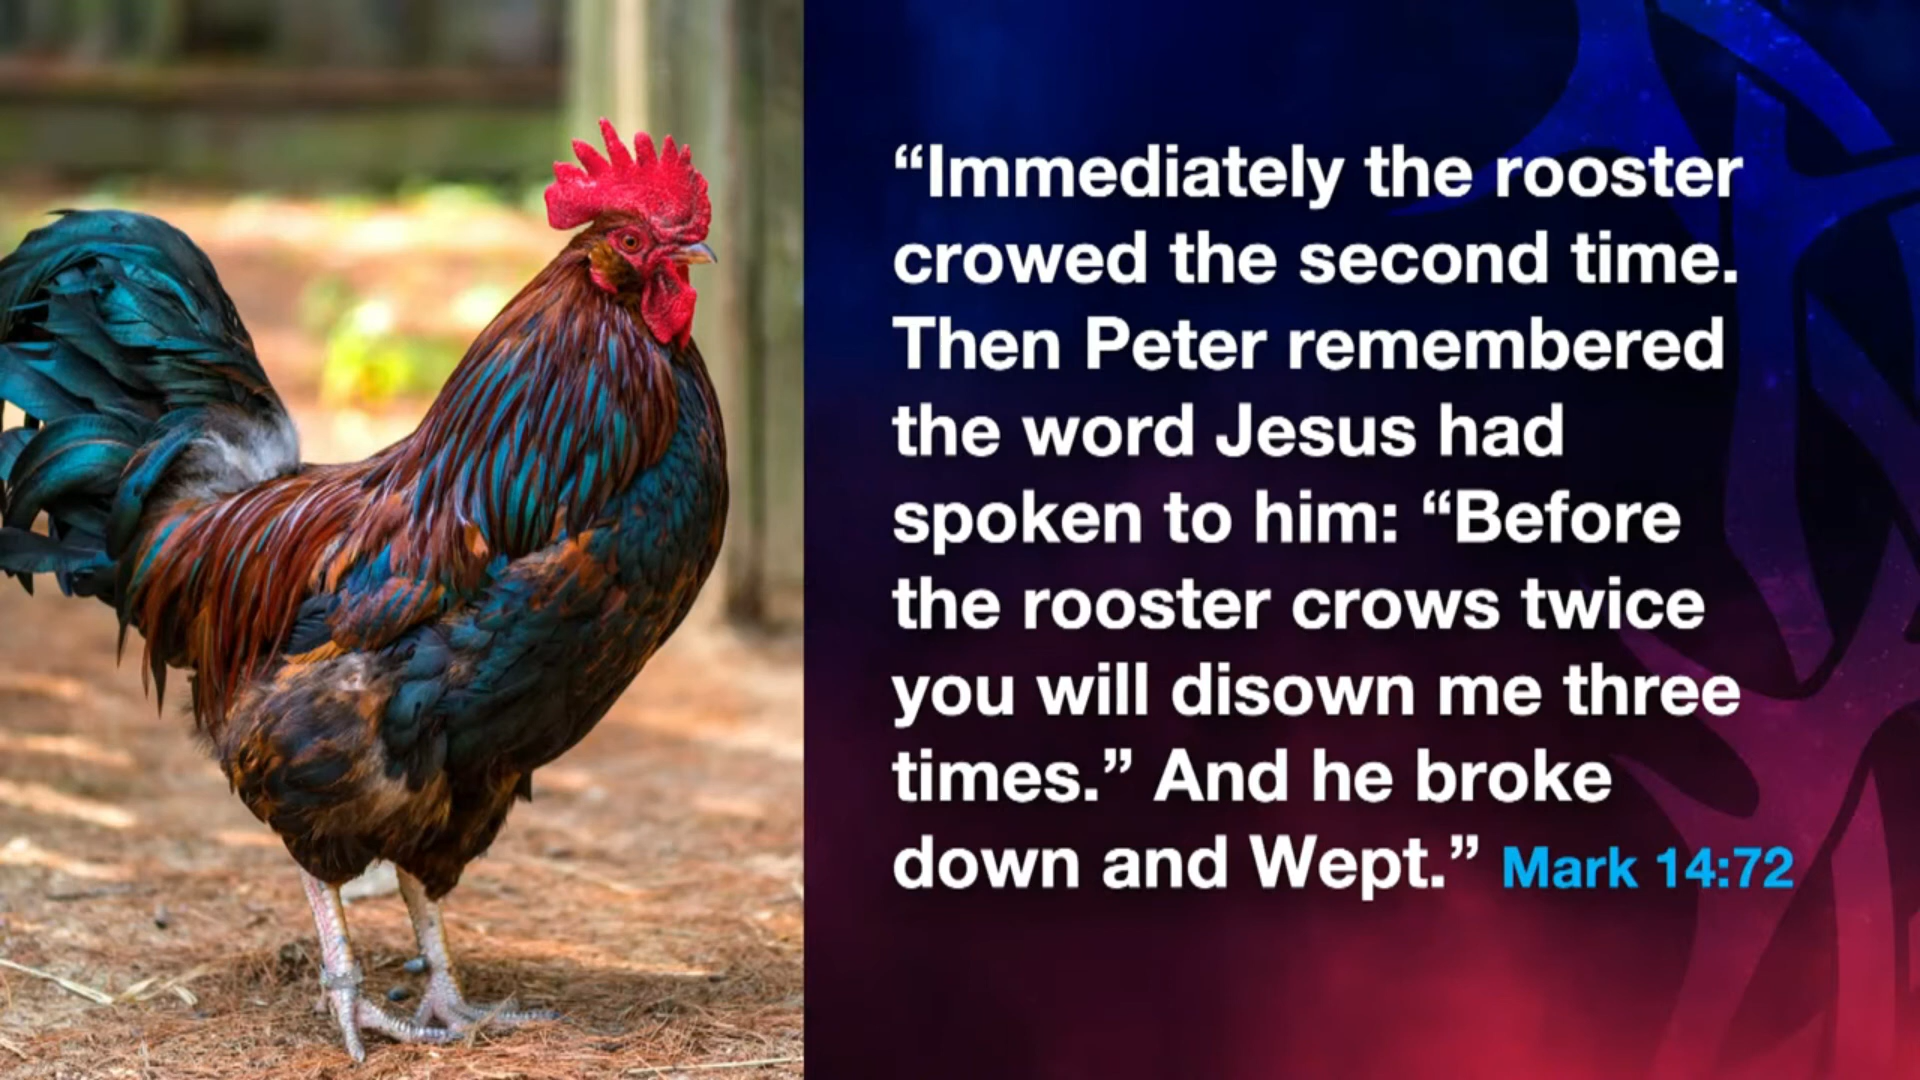 “Immediately the rooster
crowed the second time.
Then Peter remembered
the word Jesus had
spoken to him: “Before
the rooster crows twice
you will disown me three
times.” And he broke
down and Wept.” Mark 14:72